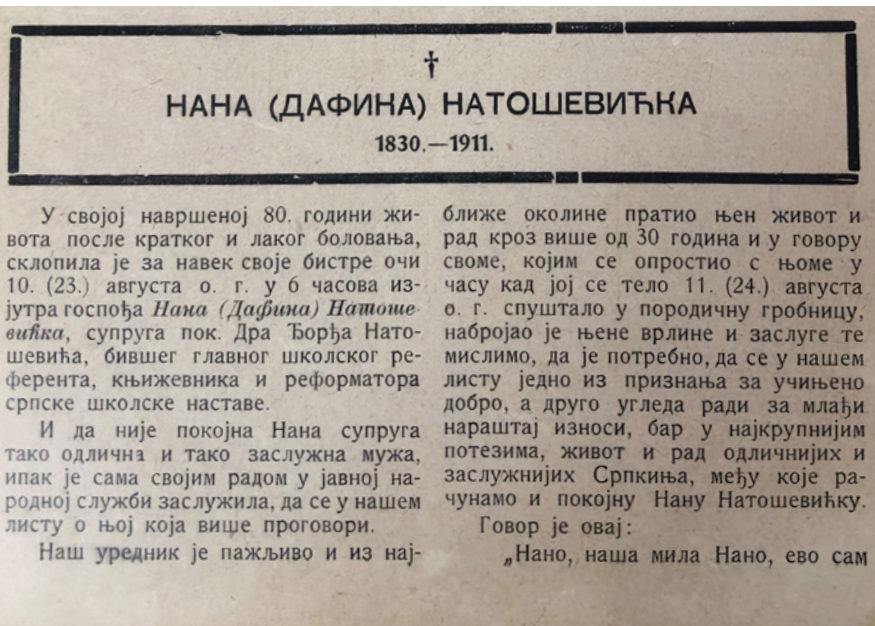 †
НАНА (ДАФИНА) НАТОШЕВИЋКА
1830.—1911.
У својој навршеној 80. години жи-
вота после кратког и лаког боловања,
склопила је за навек своје бистре очи
10. (23.) августа о. г. у 6 часова из-
јутра госпођа Нана (Дафина) Натоше-
вићка, супруга пок. Дра Ђорђа Нато-
шевића, бившег главног школског ре-
ферента, књижевника и реформатора
српске школске наставе.
И да није покојна Нана супруга
тако одлична и тако заслужна мужа,
ипак је сама својим радом у јавној на-
родној служби заслужила, да се у нашем
листу о њој која више проговори.
Наш уредник је пажљиво и из нај-
ближе околине пратио њен живот и
рад кроз више од 30 година и у говору
своме, којим се опростио с њоме у
часу кад јој се тело 11. (24.) августа
о. г. спуштало у породичну гробницу,
набројао је њене врлине и заслуге те
мислимо, да је потребно, да се у нашем
листу једно из признања за учињено
добро, а друго угледа ради за млађи
нараштај износи, бар у најкрупнијим
потезима, живот и рад одличнијих и
заслужнијих Српкиња, међу које ра-
чунамо и покојну Нану Натошевићку.
Говор је овај:
„Нано, наша мила Нано, ево сам